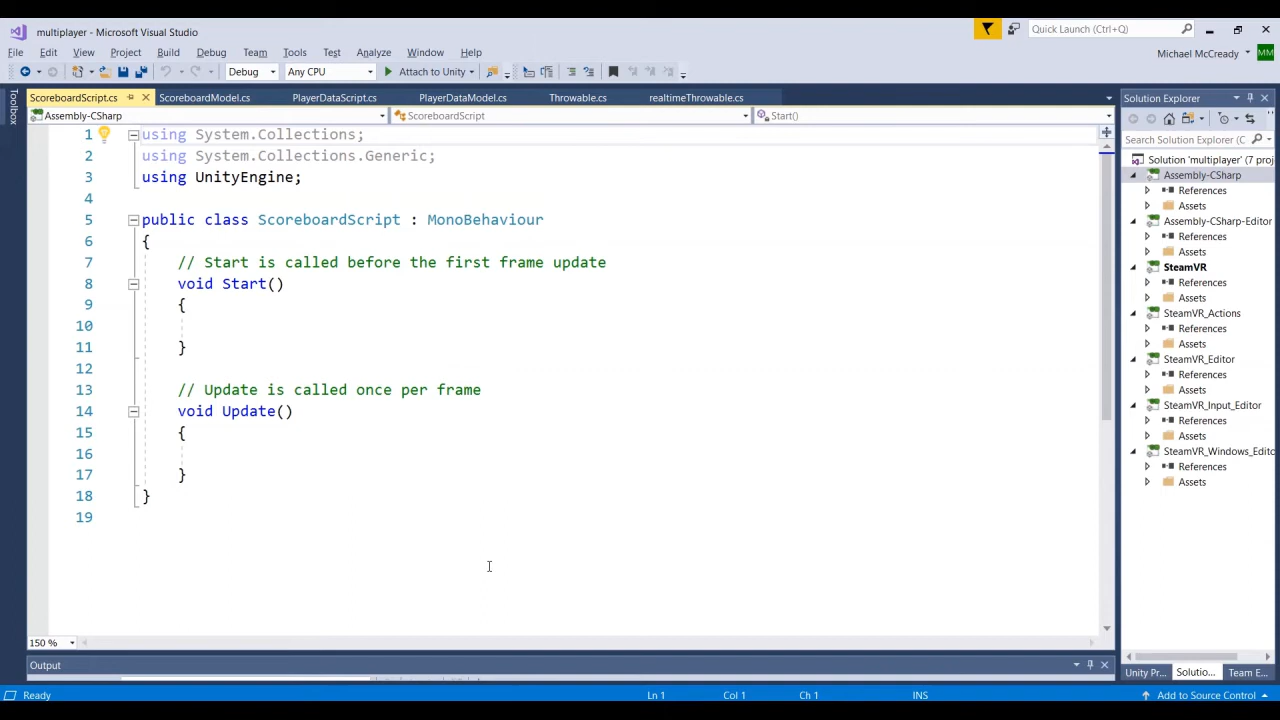 multiplayer - Microsoft Visual Studio
Quick Launch (Ctrl+Q)
File Edit View Project Build Debug Team Tools Test Analyze Window Help
Michael McCready MM
Debug Any CPU Attach to Unity
Toolbox
ScoreboardScript.cs ScoreboardModel.cs PlayerDataScript.cs PlayerDataModel.cs Throwable.cs realtimeThrowable.cs
Assembly-CSharp ScoreboardScript Start()
1 using System.Collections;
2 using System.Collections.Generic;
3 using UnityEngine;
4
5 public class ScoreboardScript : MonoBehaviour
6 {
7 // Start is called before the first frame update
8 void Start()
9 {
10
11 }
12
13 // Update is called once per frame
14 void Update()
15 {
16
17 }
18 }
19
150 %
Output
Solution Explorer
Search Solution Explorer (C
Solution 'multiplayer' (7 proj
Assembly-CSharp
References
Assets
Assembly-CSharp-Editor
References
Assets
SteamVR
References
Assets
SteamVR_Actions
References
Assets
SteamVR_Editor
References
Assets
SteamVR_Input_Editor
References
Assets
SteamVR_Windows_Edito
References
Assets
Unity Pr... Solutio... Team E...
Ready Ln 1 Col 1 Ch 1 INS Add to Source Control